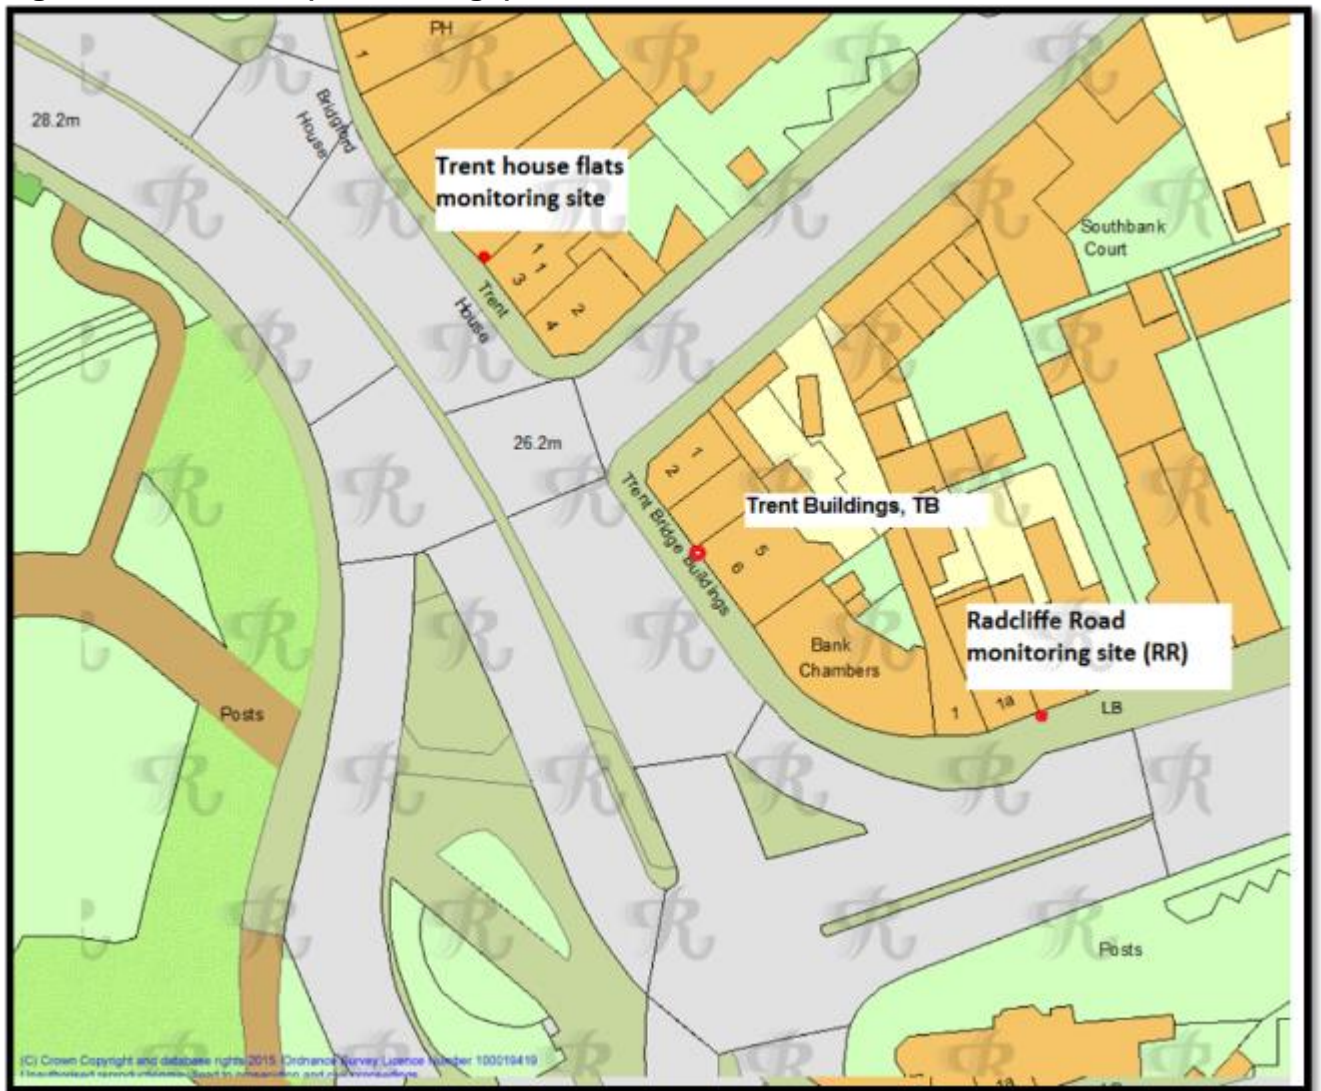 PH
1
Bridgford
House
28.2m
Trent house flats
monitoring site
Southbank
Court
1
1
3
2
4
Trent
House
26.2m
1
2
Trent Buildings, TB
Trent Bridge Buildings
5
6
Radcliffe Road
monitoring site (RR)
Bank
Chambers
1
1a
LB
Posts
Posts
(C) Crown Copyright and database rights 2015. Ordnance Survey Licence Number 100019419
1a